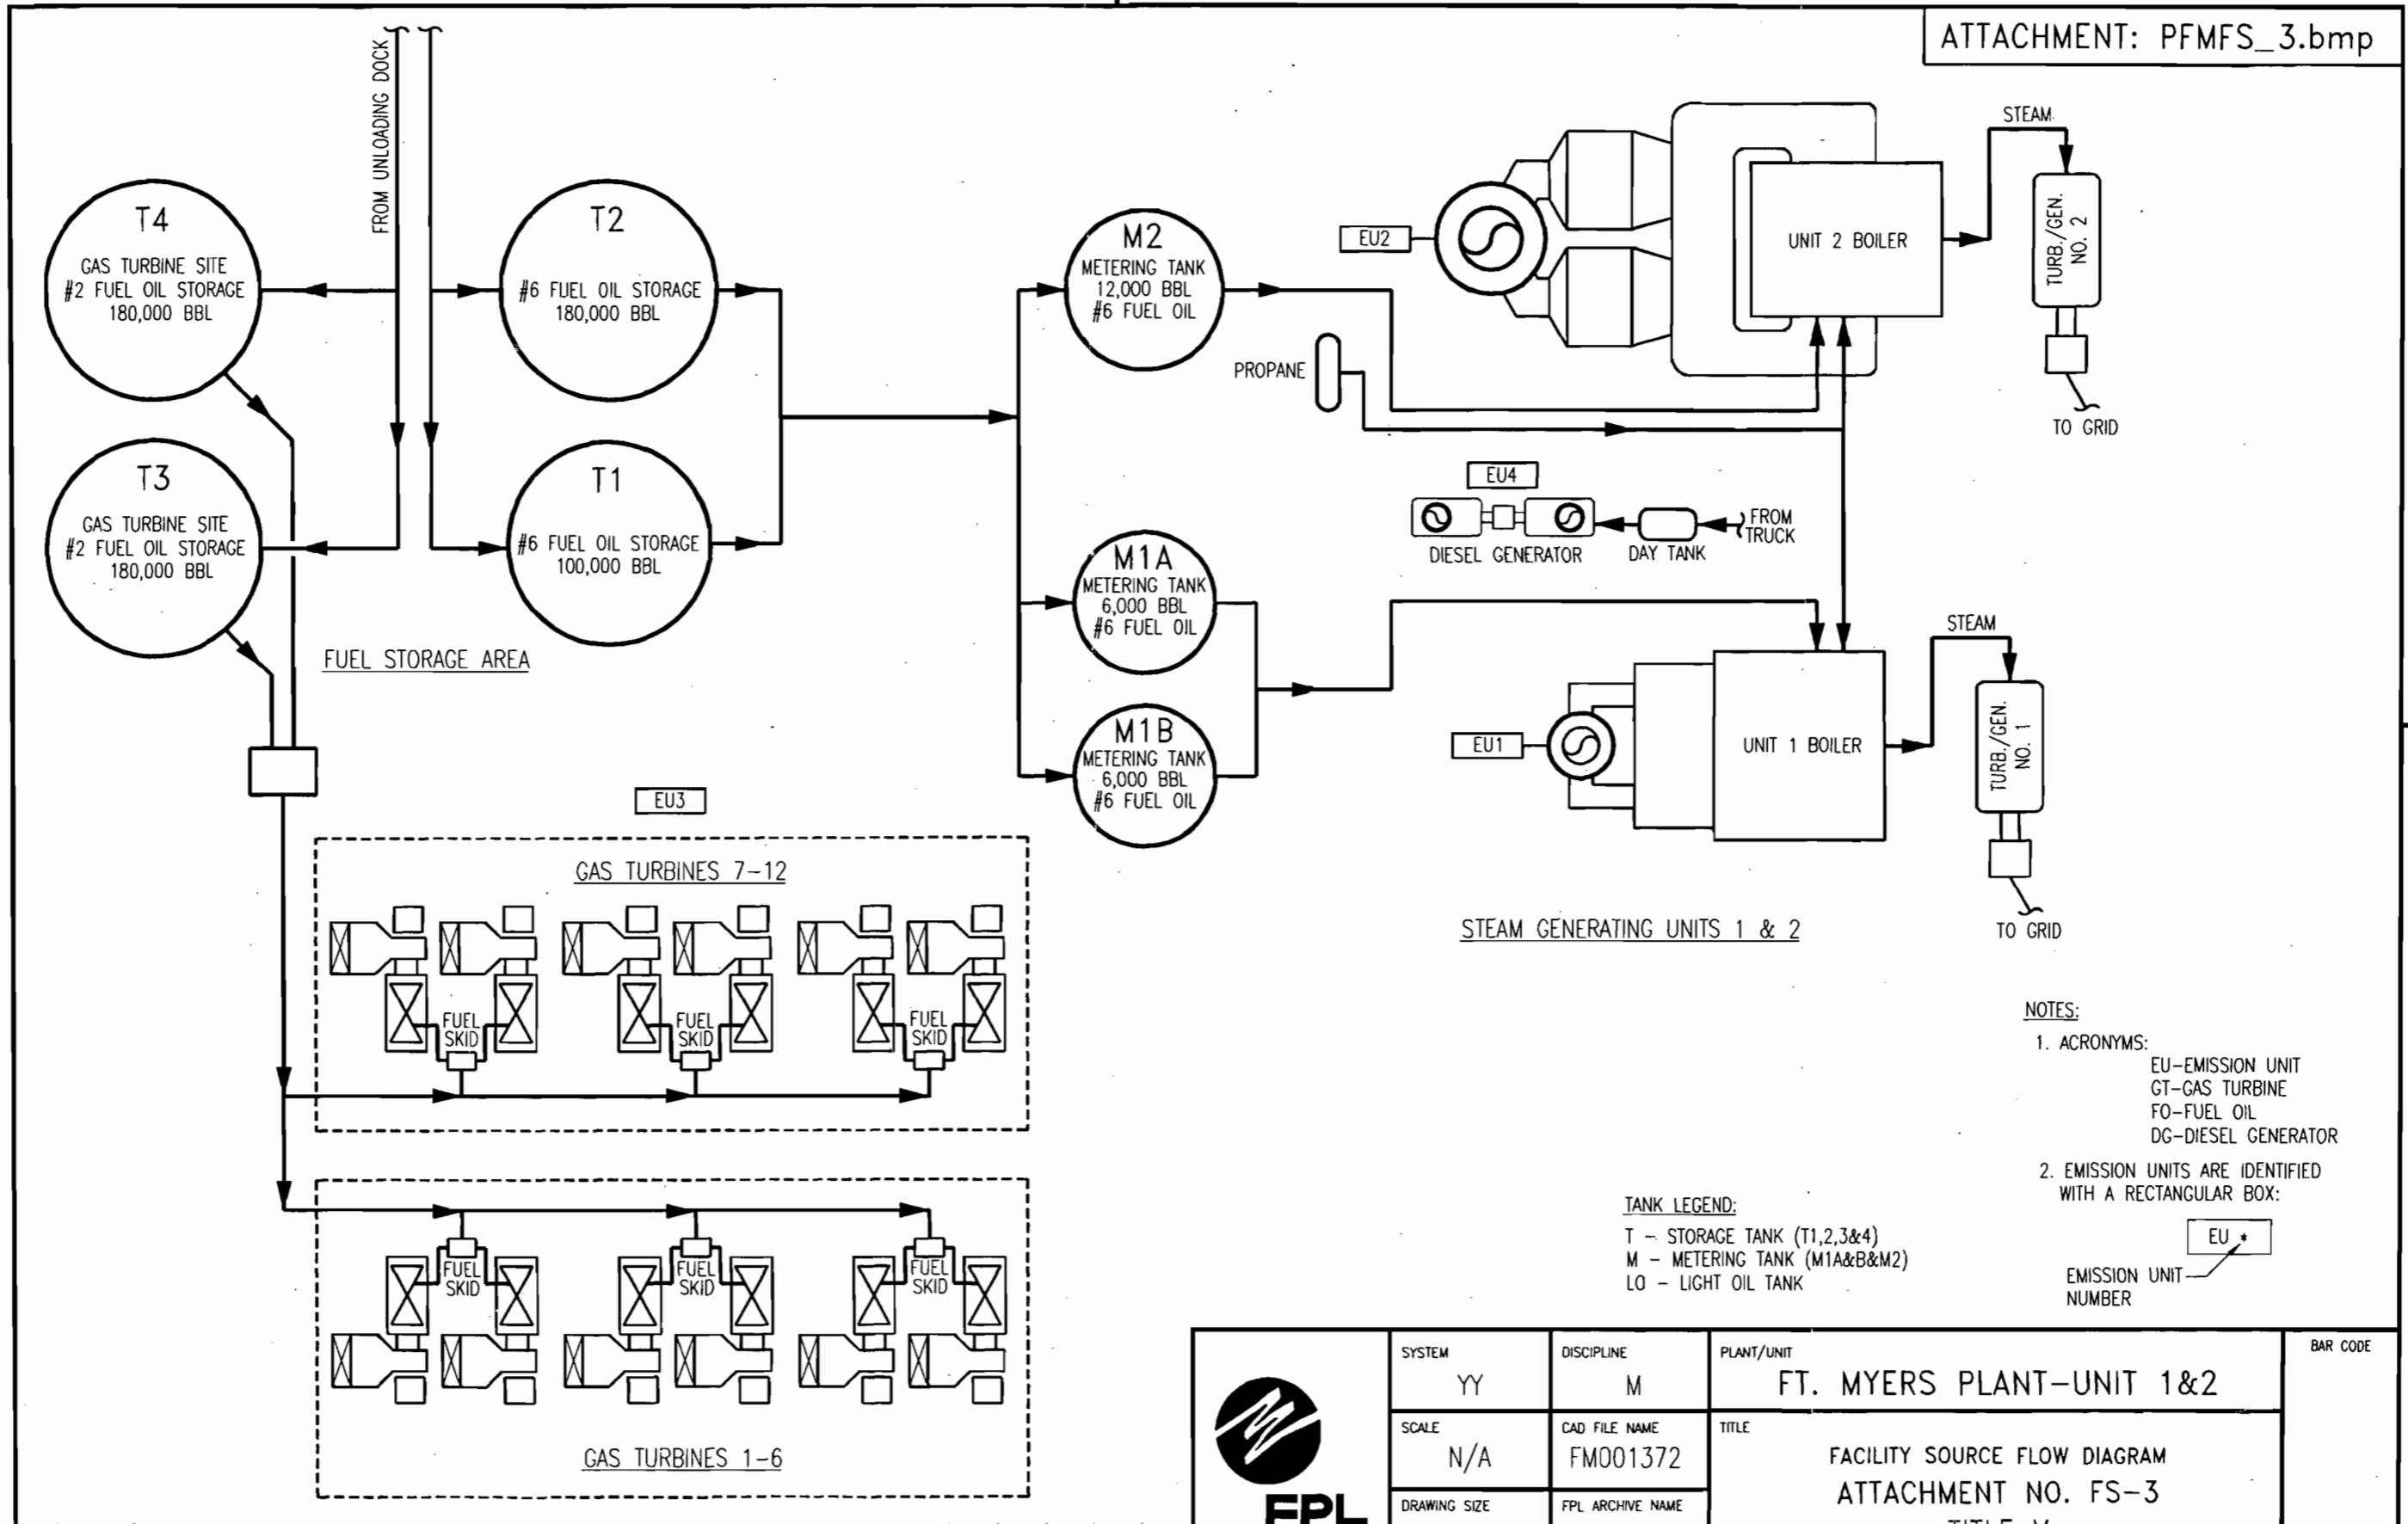 ATTACHMENT: PFMFS_3.bmp
FROM UNLOADING DOCK
T4
GAS TURBINE SITE
#2 FUEL OIL STORAGE
180,000 BBL
T2
#6 FUEL OIL STORAGE
180,000 BBL
T3
GAS TURBINE SITE
#2 FUEL OIL STORAGE
180,000 BBL
T1
#6 FUEL OIL STORAGE
100,000 BBL
FUEL STORAGE AREA
M2
METERING TANK
12,000 BBL
#6 FUEL OIL
PROPANE
M1A
METERING TANK
6,000 BBL
#6 FUEL OIL
M1B
METERING TANK
6,000 BBL
#6 FUEL OIL
EU2
UNIT 2 BOILER
STEAM
TURB./GEN.
NO. 2
TO GRID
EU4
DIESEL GENERATOR
DAY TANK
FROM
TRUCK
EU1
UNIT 1 BOILER
STEAM
TURB./GEN.
NO. 1
TO GRID
STEAM GENERATING UNITS 1 & 2
EU3
GAS TURBINES 7-12
FUEL
SKID
FUEL
SKID
FUEL
SKID
FUEL
SKID
FUEL
SKID
FUEL
SKID
GAS TURBINES 1-6
NOTES:
1. ACRONYMS:
EU-EMISSION UNIT
GT-GAS TURBINE
FO-FUEL OIL
DG-DIESEL GENERATOR
2. EMISSION UNITS ARE IDENTIFIED
WITH A RECTANGULAR BOX:
EU *
EMISSION UNIT
NUMBER
TANK LEGEND:
T - STORAGE TANK (T1,2,3&4)
M - METERING TANK (M1A&B&M2)
LO - LIGHT OIL TANK
FPL
SYSTEM
YY
DISCIPLINE
M
PLANT/UNIT
FT. MYERS PLANT-UNIT 1&2
BAR CODE
SCALE
N/A
CAD FILE NAME
FM001372
TITLE
FACILITY SOURCE FLOW DIAGRAM
ATTACHMENT NO. FS-3
TITLE V
DRAWING SIZE
FPL ARCHIVE NAME